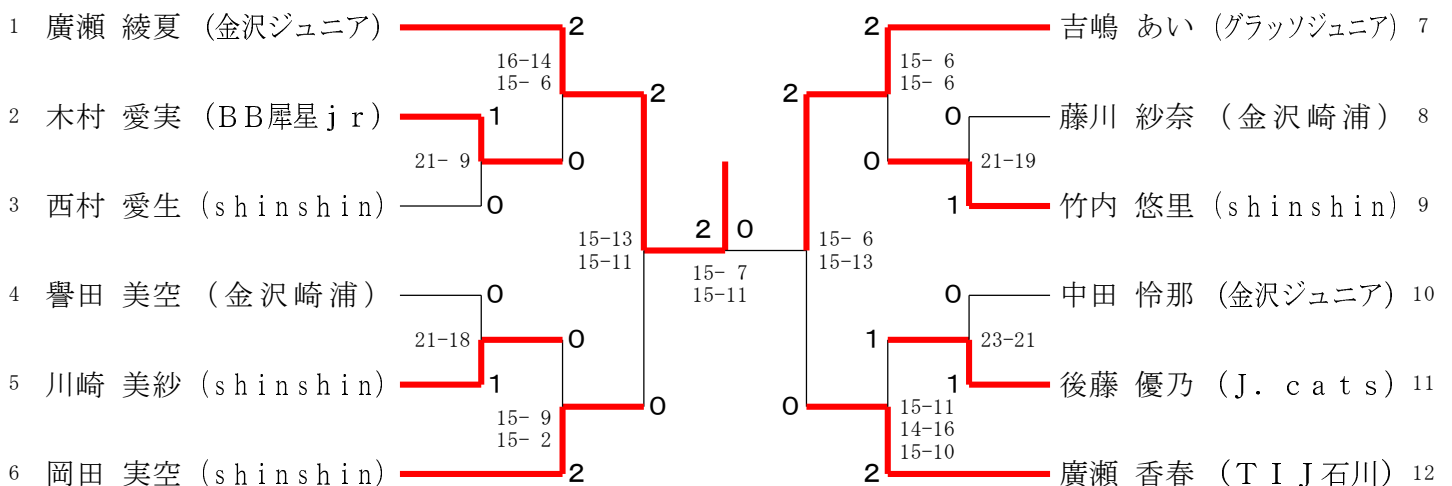 1 廣瀬 綾夏 (金沢ジュニア) 2
16-14
15- 6
2
2 木村 愛実 (BB犀星jr) 1
21- 9
0
3 西村 愛生 (shinshin) 0
15-13
15-11
4 譽田 美空 (金沢崎浦) 0
21-18
0
5 川崎 美紗 (shinshin) 1
15- 9
15- 2
0
6 岡田 実空 (shinshin) 2
2 0
15- 7
15-11
2 吉嶋 あい (グラッソジュニア) 7
15- 6
15- 6
2
0 藤川 紗奈 (金沢崎浦) 8
0
21-19
1 竹内 悠里 (shinshin) 9
15- 6
15-13
0 中田 怜那 (金沢ジュニア) 10
1
23-21
1 後藤 優乃 (J. cats) 11
0
15-11
14-16
15-10
2 廣瀬 香春 (TIJ石川) 12